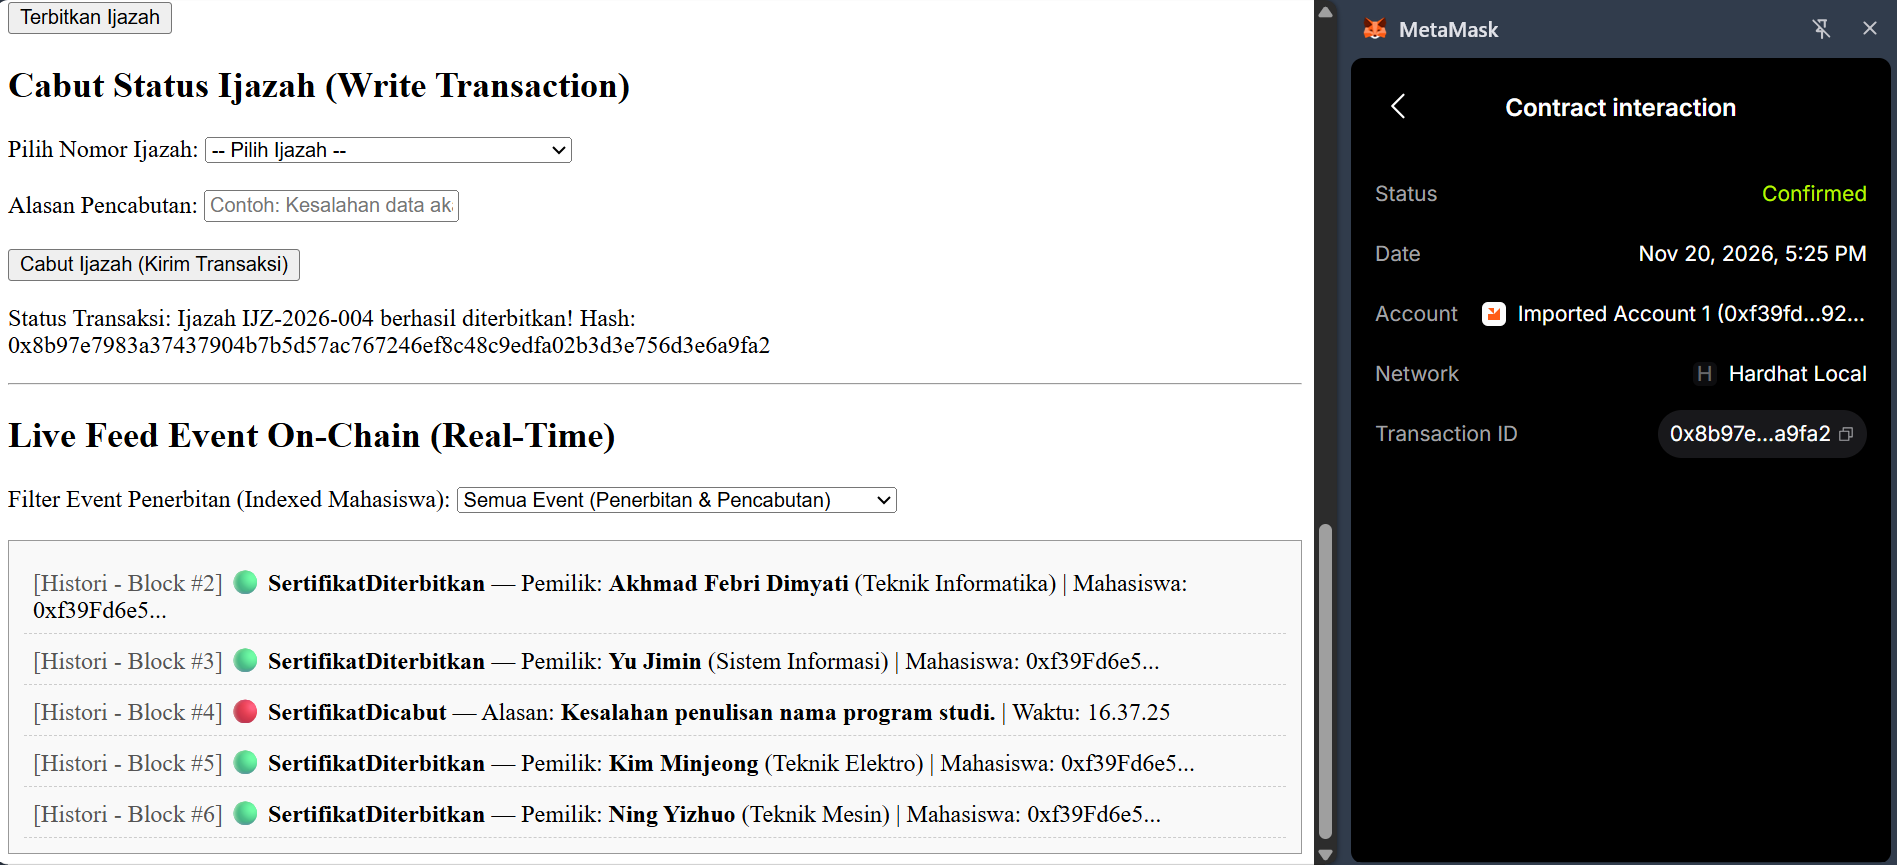 Terbitkan Ijazah
Cabut Status Ijazah (Write Transaction)
Pilih Nomor Ijazah: -- Pilih Ijazah --
Alasan Pencabutan: Contoh: Kesalahan data ak
Cabut Ijazah (Kirim Transaksi)
Status Transaksi: Ijazah IJZ-2026-004 berhasil diterbitkan! Hash:
0x8b97e7983a37437904b7b5d57ac767246ef8c48c9edfa02b3d3e756d3e6a9fa2
Live Feed Event On-Chain (Real-Time)
Filter Event Penerbitan (Indexed Mahasiswa): Semua Event (Penerbitan & Pencabutan)
[Histori - Block #2] SertifikatDiterbitkan — Pemilik: Akhmad Febri Dimyati (Teknik Informatika) | Mahasiswa:
0xf39Fd6e5...
[Histori - Block #3] SertifikatDiterbitkan — Pemilik: Yu Jimin (Sistem Informasi) | Mahasiswa: 0xf39Fd6e5...
[Histori - Block #4] SertifikatDicabut — Alasan: Kesalahan penulisan nama program studi. | Waktu: 16.37.25
[Histori - Block #5] SertifikatDiterbitkan — Pemilik: Kim Minjeong (Teknik Elektro) | Mahasiswa: 0xf39Fd6e5...
[Histori - Block #6] SertifikatDiterbitkan — Pemilik: Ning Yizhuo (Teknik Mesin) | Mahasiswa: 0xf39Fd6e5...
MetaMask
Contract interaction
Status Confirmed
Date Nov 20, 2026, 5:25 PM
Account Imported Account 1 (0xf39fd...92...
Network H Hardhat Local
Transaction ID 0x8b97e...a9fa2